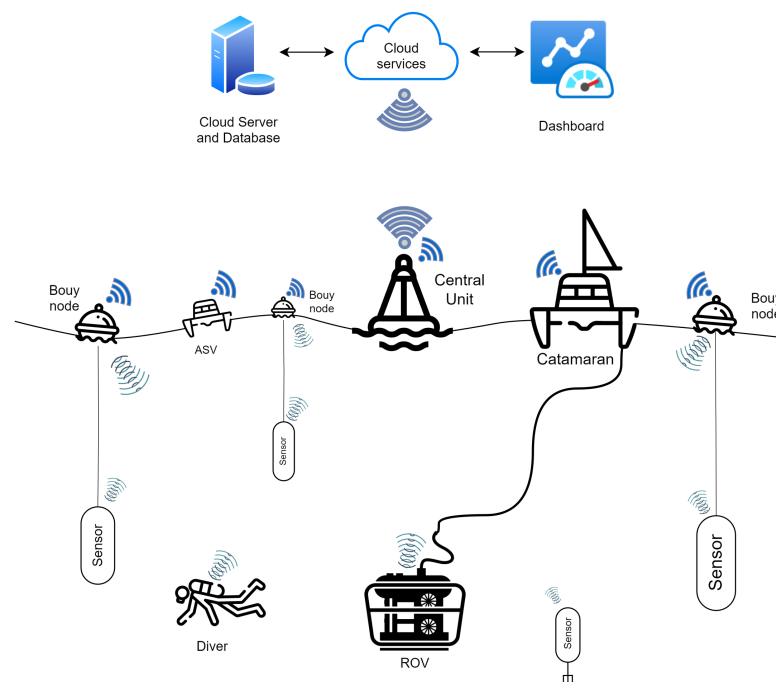 Cloud
services
Cloud Server
and Database
Dashboard
Bouy
node
ASV
Bouy
node
Central
Unit
Catamaran
Bouy
node
Sensor
Sensor
Sensor
Sensor
Diver
ROV